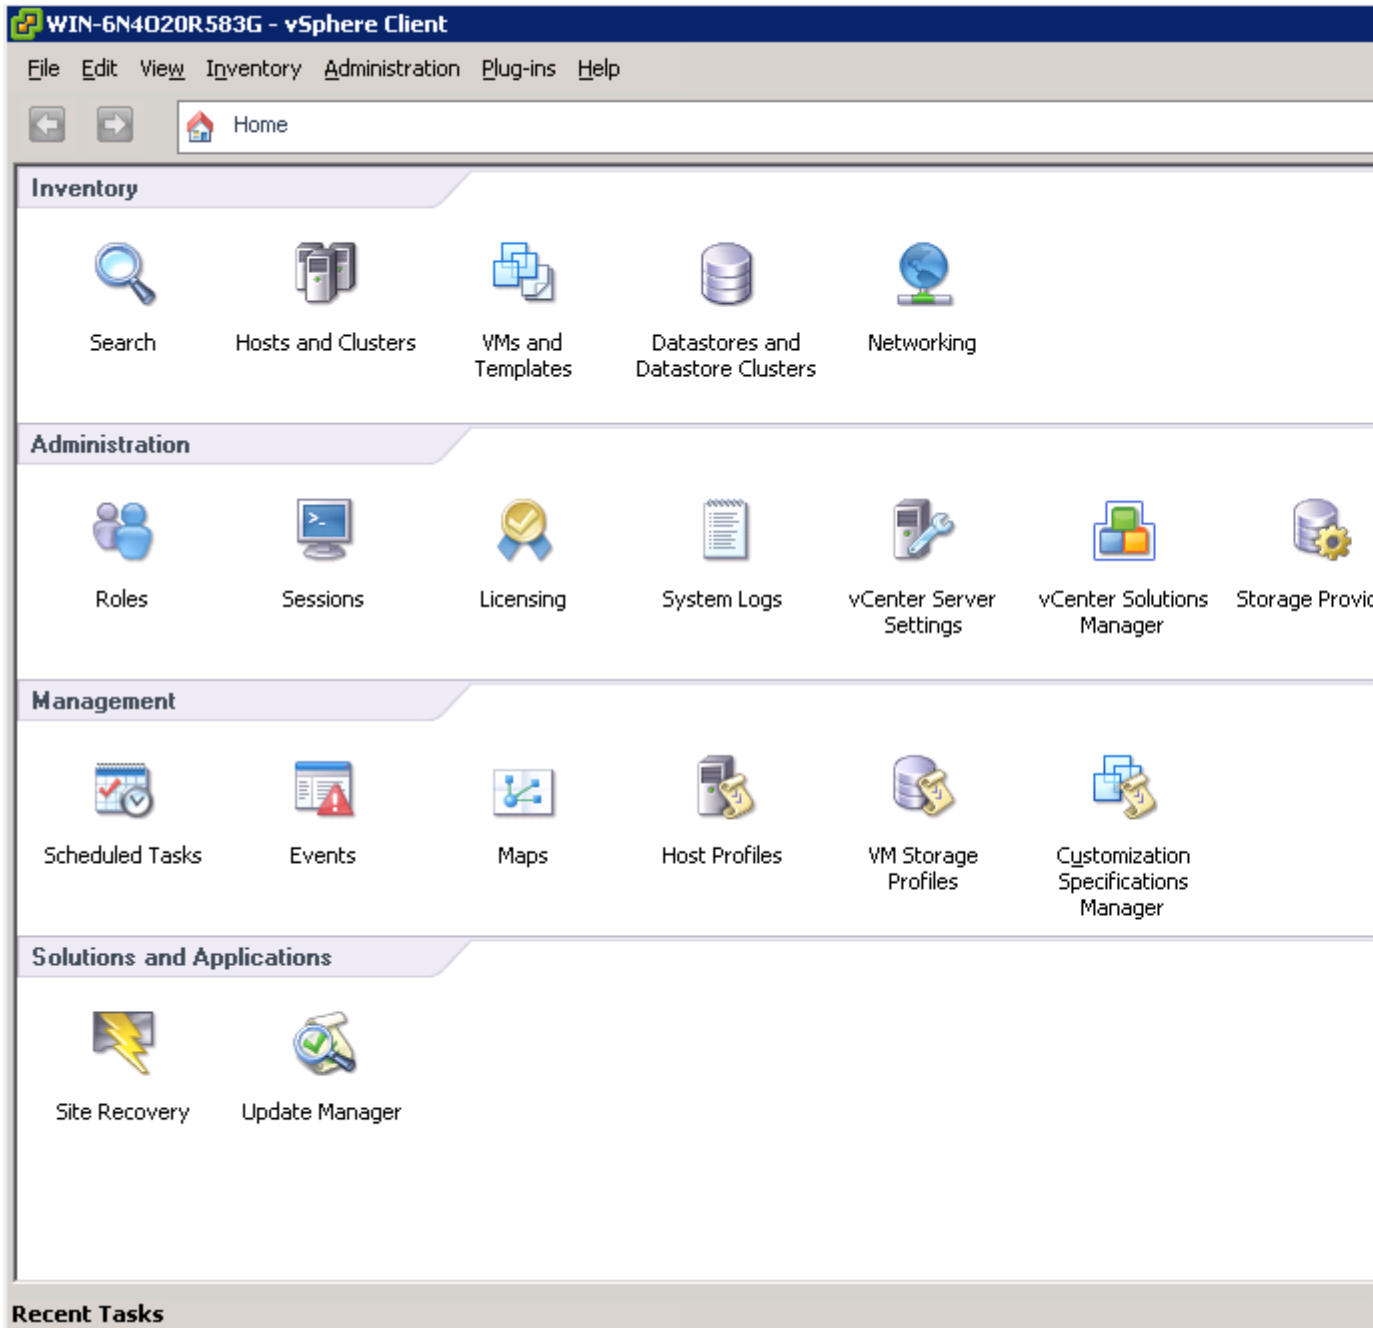 WIN-6N4O20R583G - vSphere Client
File Edit View Inventory Administration Plug-ins Help
Home
Inventory
Search Hosts and Clusters VMs and Datastores and Networking
Templates Datastore Clusters
Administration
Roles Sessions Licensing System Logs vCenter Server vCenter Solutions Storage Provid
Settings Manager
Management
Scheduled Tasks Events Maps Host Profiles VM Storage Customization
Profiles Specifications
Manager
Solutions and Applications
Site Recovery Update Manager
Recent Tasks